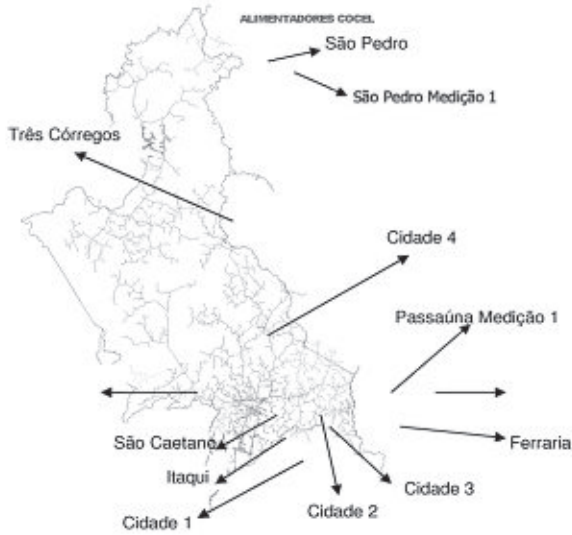 ALIMENTADORES COCEL
São Pedro
São Pedro Medição 1
Três Córregos
Cidade 4
Passaúna Medição 1
São Caetano
Ferraria
Itaqui
Cidade 3
Cidade 2
Cidade 1